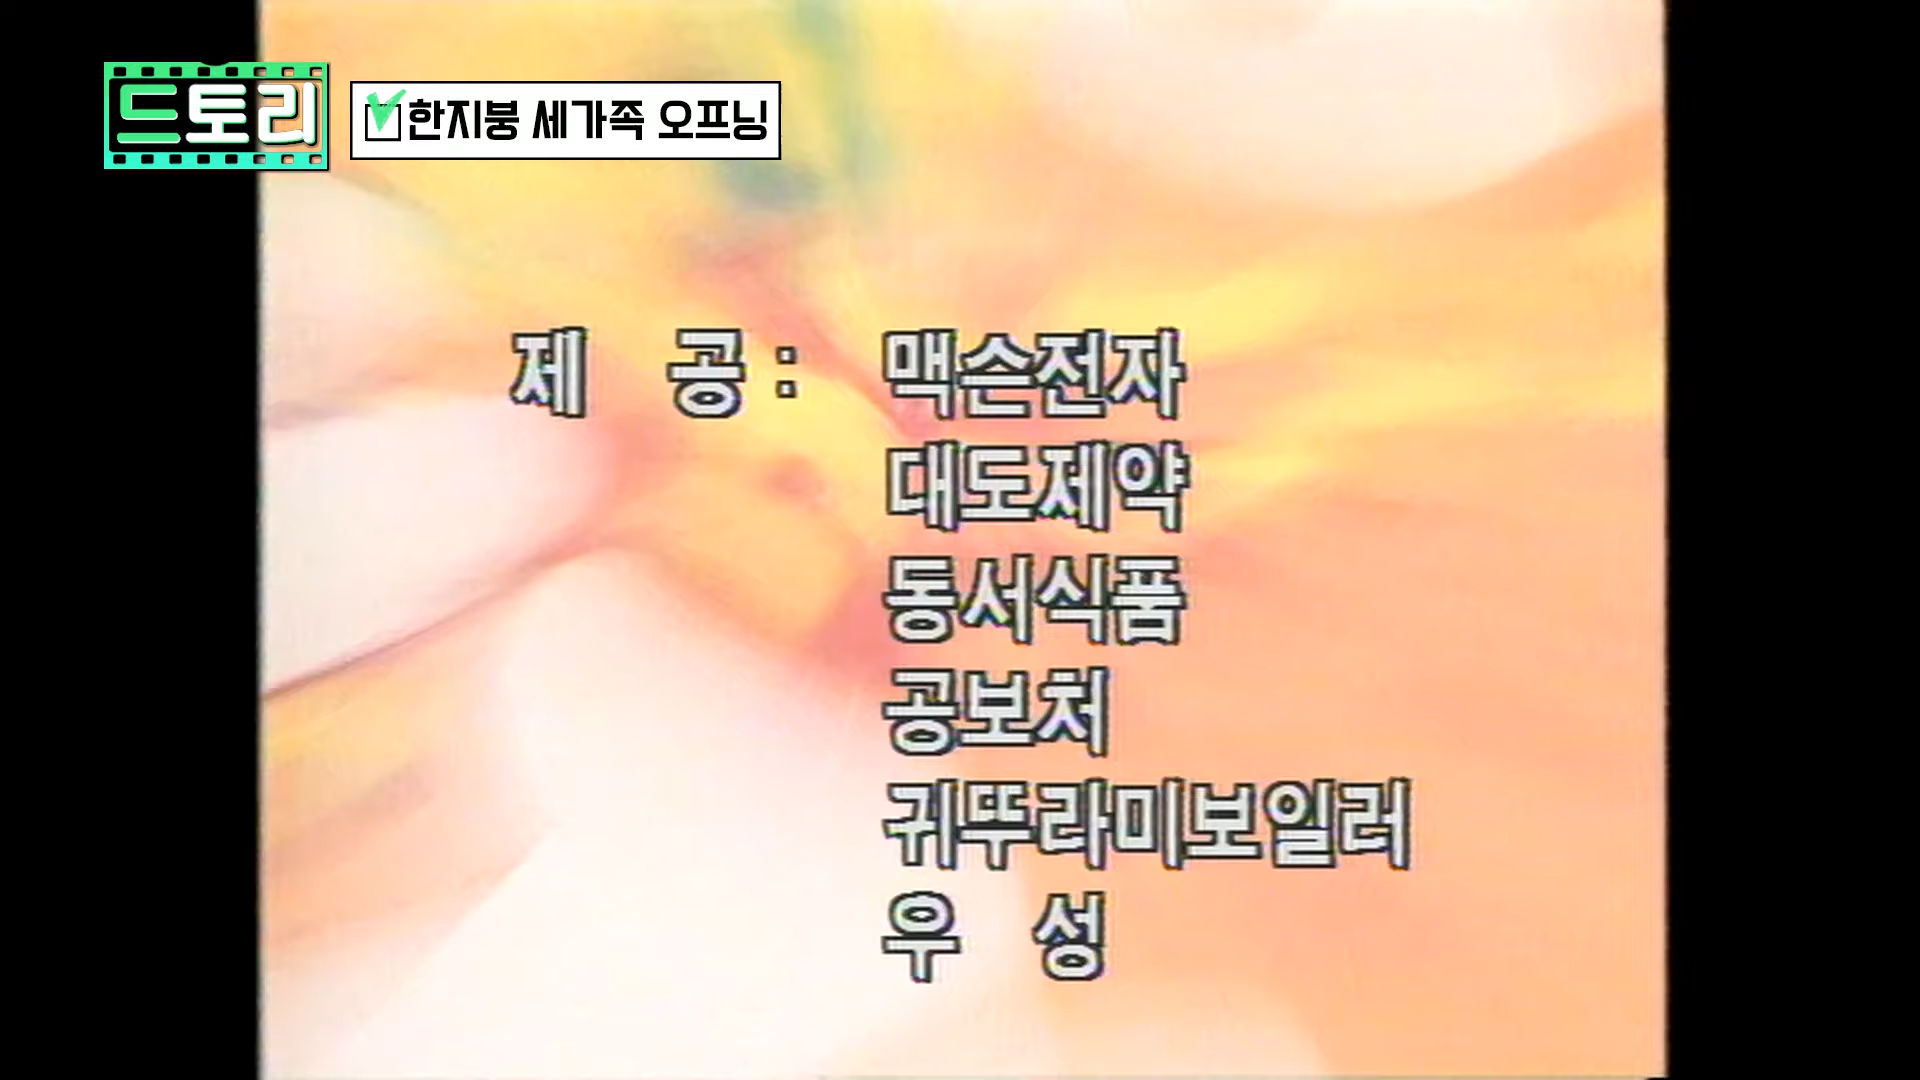 드토리
한지붕 세가족 오프닝
제 공 : 맥슨전자
대도제약
동서식품
공보처
귀뚜라미보일러
우 성